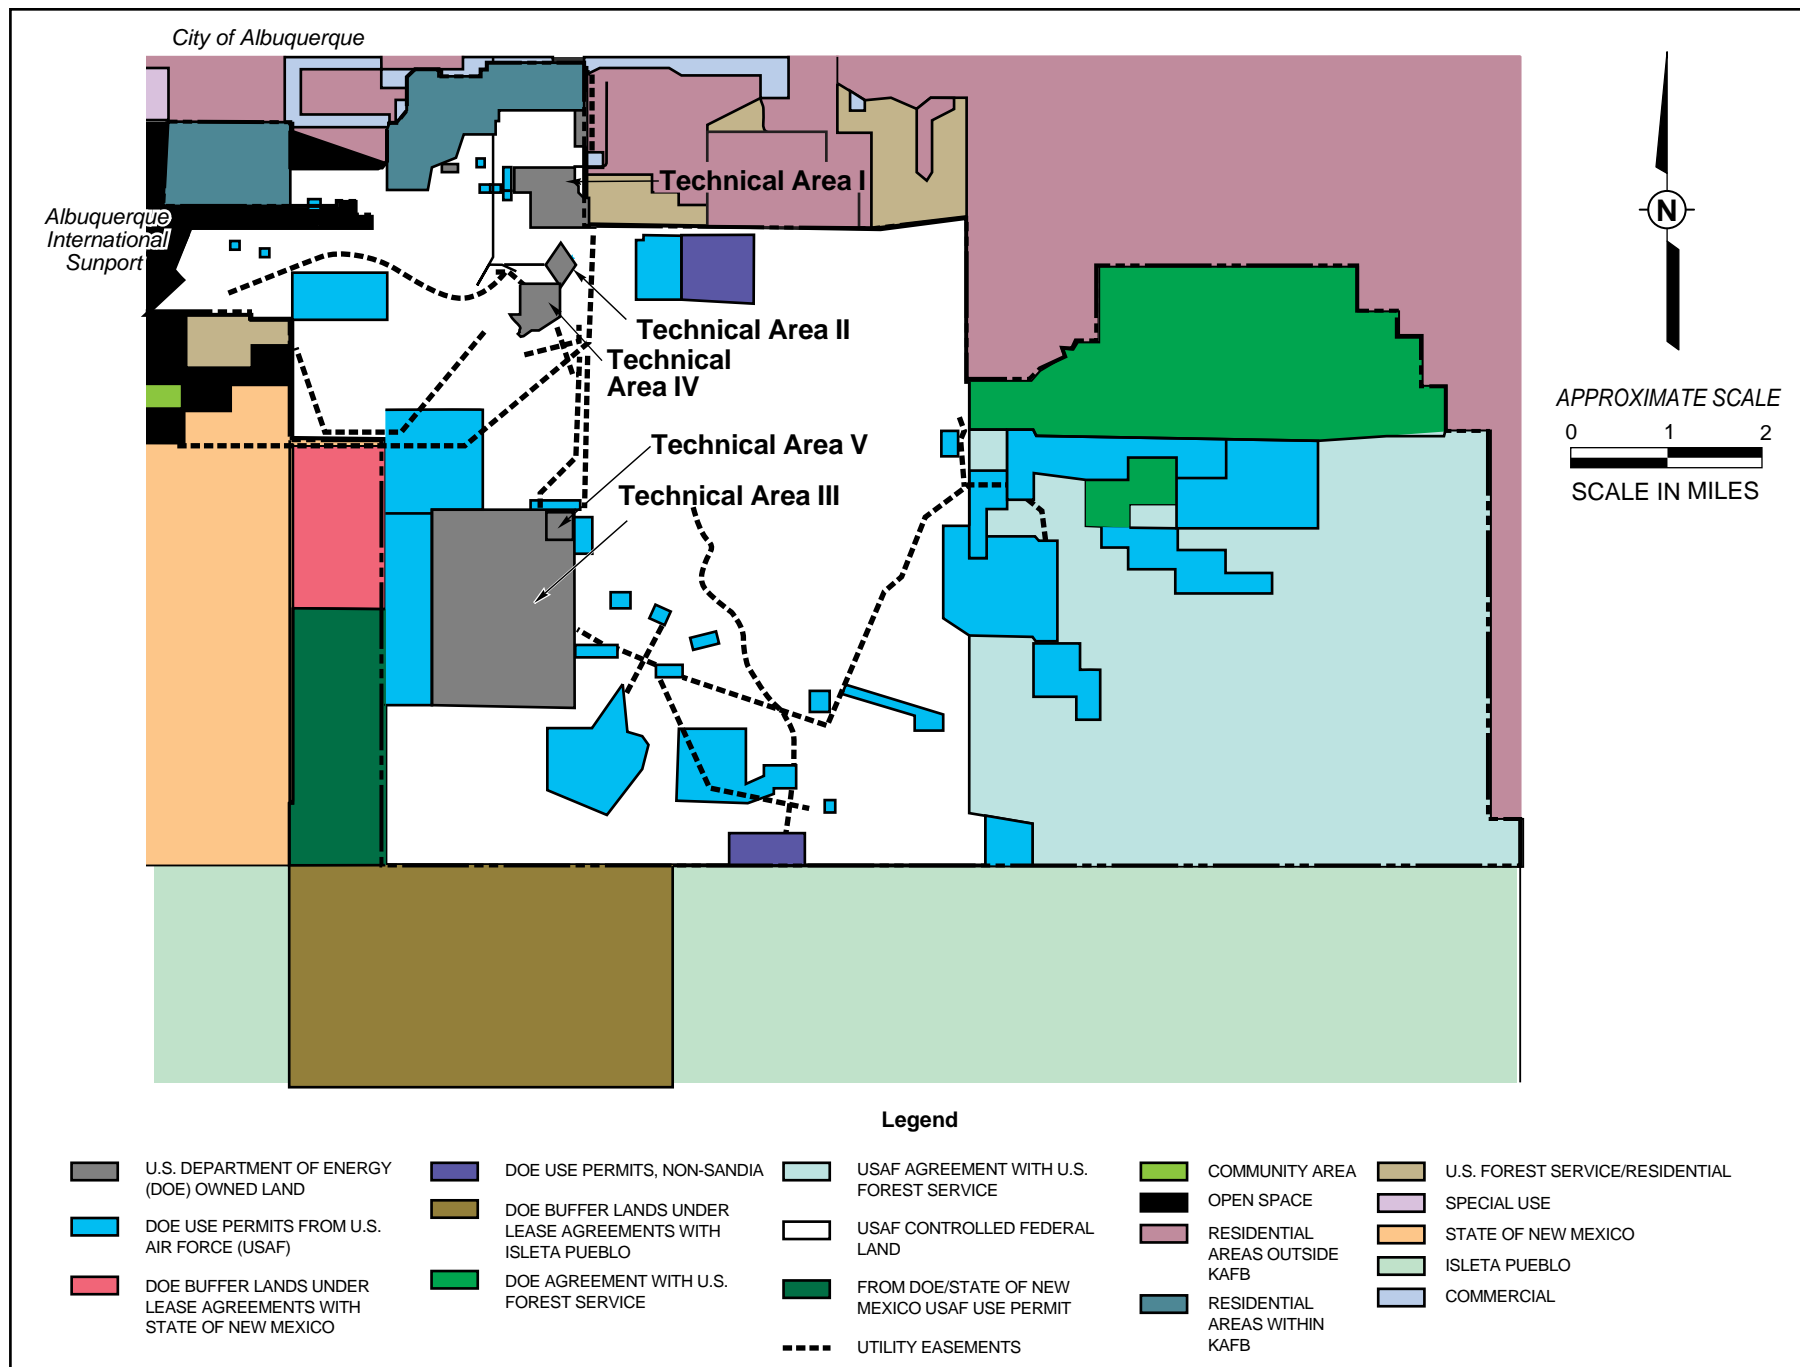 City of Albuquerque
Technical Area I
Albuquerque
International
Sunport
Technical Area II
Technical
Area IV
Technical Area V
Technical Area III
N
APPROXIMATE SCALE
0 1 2
SCALE IN MILES
Legend
U.S. DEPARTMENT OF ENERGY
(DOE) OWNED LAND
DOE USE PERMITS FROM U.S.
AIR FORCE (USAF)
DOE BUFFER LANDS UNDER
LEASE AGREEMENTS WITH
STATE OF NEW MEXICO
DOE USE PERMITS, NON-SANDIA
DOE BUFFER LANDS UNDER
LEASE AGREEMENTS WITH
ISLETA PUEBLO
DOE AGREEMENT WITH U.S.
FOREST SERVICE
USAF AGREEMENT WITH U.S.
FOREST SERVICE
USAF CONTROLLED FEDERAL
LAND
FROM DOE/STATE OF NEW
MEXICO USAF USE PERMIT
UTILITY EASEMENTS
COMMUNITY AREA
OPEN SPACE
RESIDENTIAL
AREAS OUTSIDE
KAFB
RESIDENTIAL
AREAS WITHIN
KAFB
U.S. FOREST SERVICE/RESIDENTIAL
SPECIAL USE
STATE OF NEW MEXICO
ISLETA PUEBLO
COMMERCIAL